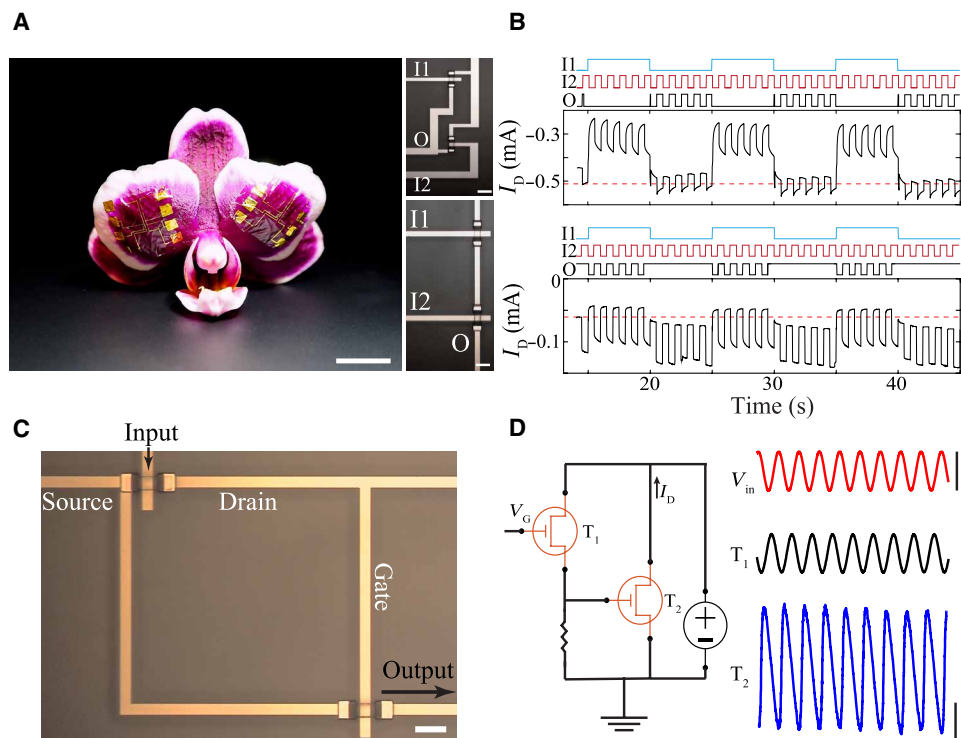 A
I1
O
I2
I1
I2
O
B
I1
I2
O
−0.3
−0.5
I_D (mA)
I1
I2
O
0
−0.1
I_D (mA)
20 30 40
Time (s)
C
Input
Source
Drain
Gate
Output
D
V_G
T_1
I_D
T_2
+
−
V_in
T_1
T_2